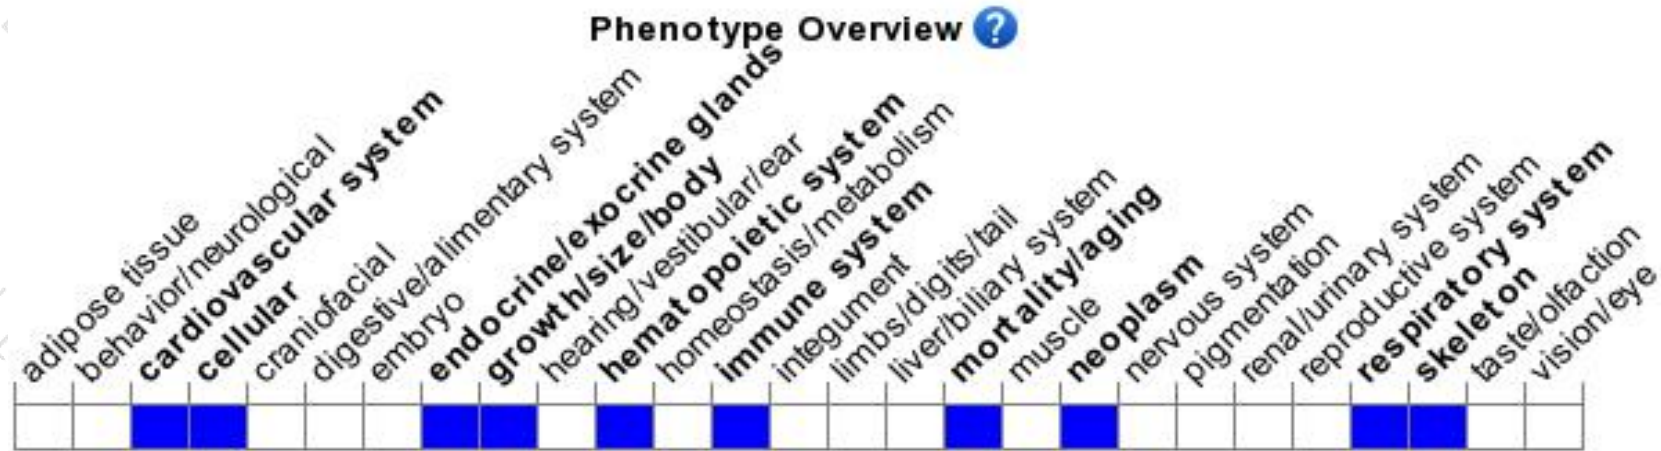 Phenotype Overview ?
adipose tissue
behavior/neurological
cardiovascular system
cellular
craniofacial
digestive/alimentary system
embryo
endocrine/exocrine glands
growth/size/body
hearing/vestibular/ear
hematopoietic system
homeostasis/metabolism
immune system
integument
limbs/digits/tail
liver/biliary system
mortality/aging
muscle
neoplasm
nervous system
pigmentation
renal/urinary system
reproductive system
respiratory system
skeleton
taste/olfaction
vision/eye